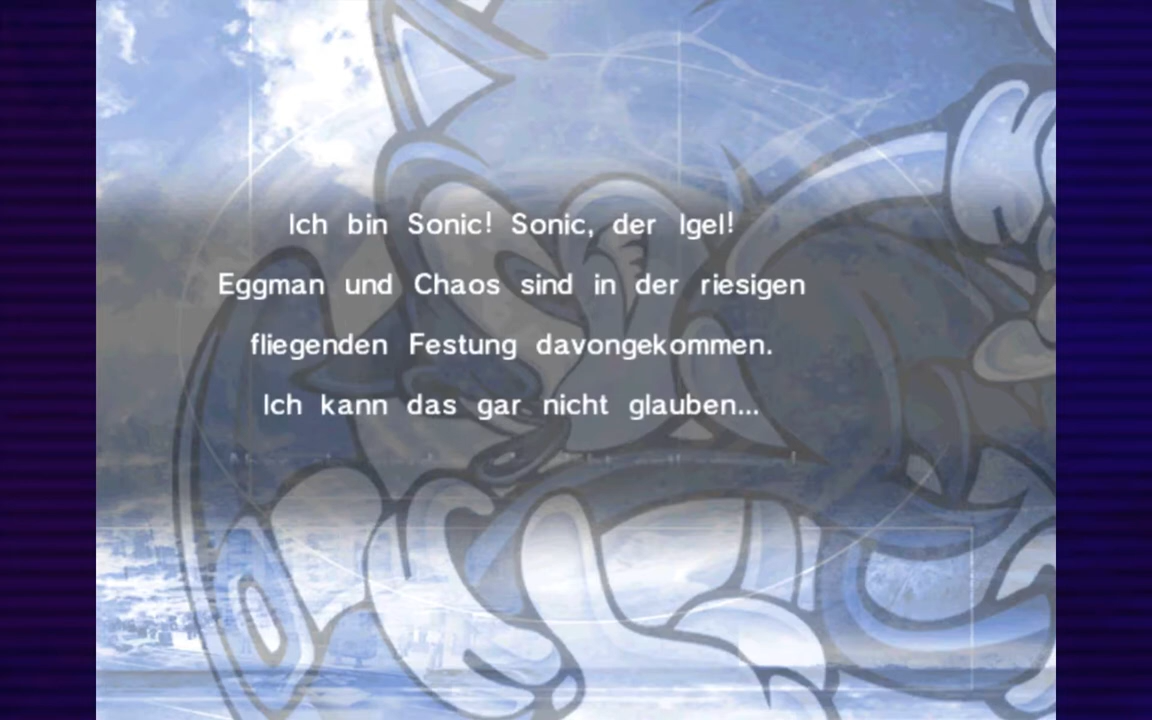 Ich bin Sonic! Sonic, der Igel!
Eggman und Chaos sind in der riesigen
fliegenden Festung davongekommen.
Ich kann das gar nicht glauben...